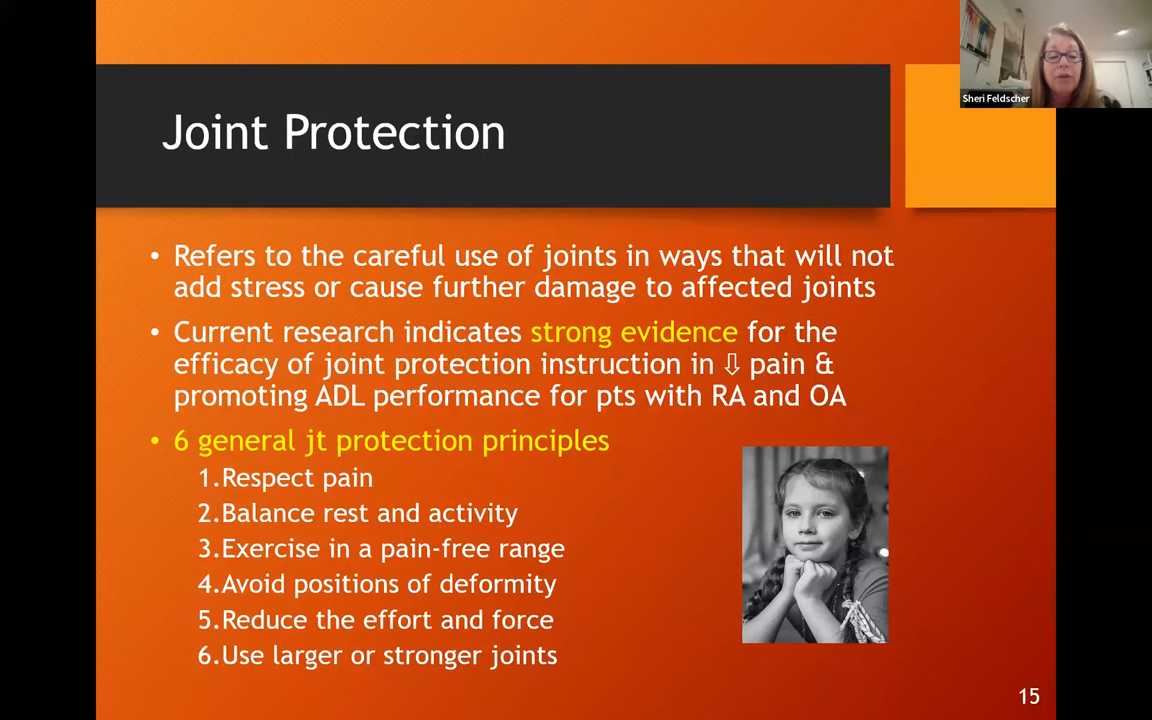 Sheri Feldscher
Joint Protection
• Refers to the careful use of joints in ways that will not
add stress or cause further damage to affected joints
• Current research indicates strong evidence for the
efficacy of joint protection instruction in ⇩ pain &
promoting ADL performance for pts with RA and OA
• 6 general jt protection principles
1.Respect pain
2.Balance rest and activity
3.Exercise in a pain-free range
4.Avoid positions of deformity
5.Reduce the effort and force
6.Use larger or stronger joints
15